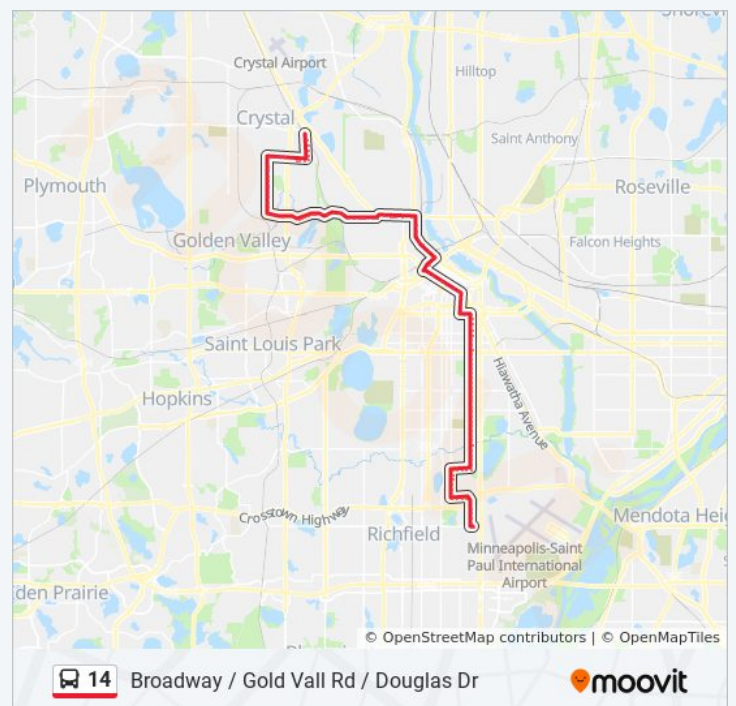 Shorevi
Crystal Airport
Hilltop
Crystal
Saint Anthony
Plymouth
Roseville
Golden Valley
Falcon Heights
Saint Louis Park
Hopkins
Hiawatha Avenue
Crosstown Highway
Richfield
Mendota Heig
Minneapolis-Saint
Paul International
Airport
den Prairie
© OpenStreetMap contributors | © OpenMapTiles
14 Broadway / Gold Vall Rd / Douglas Dr
moovit